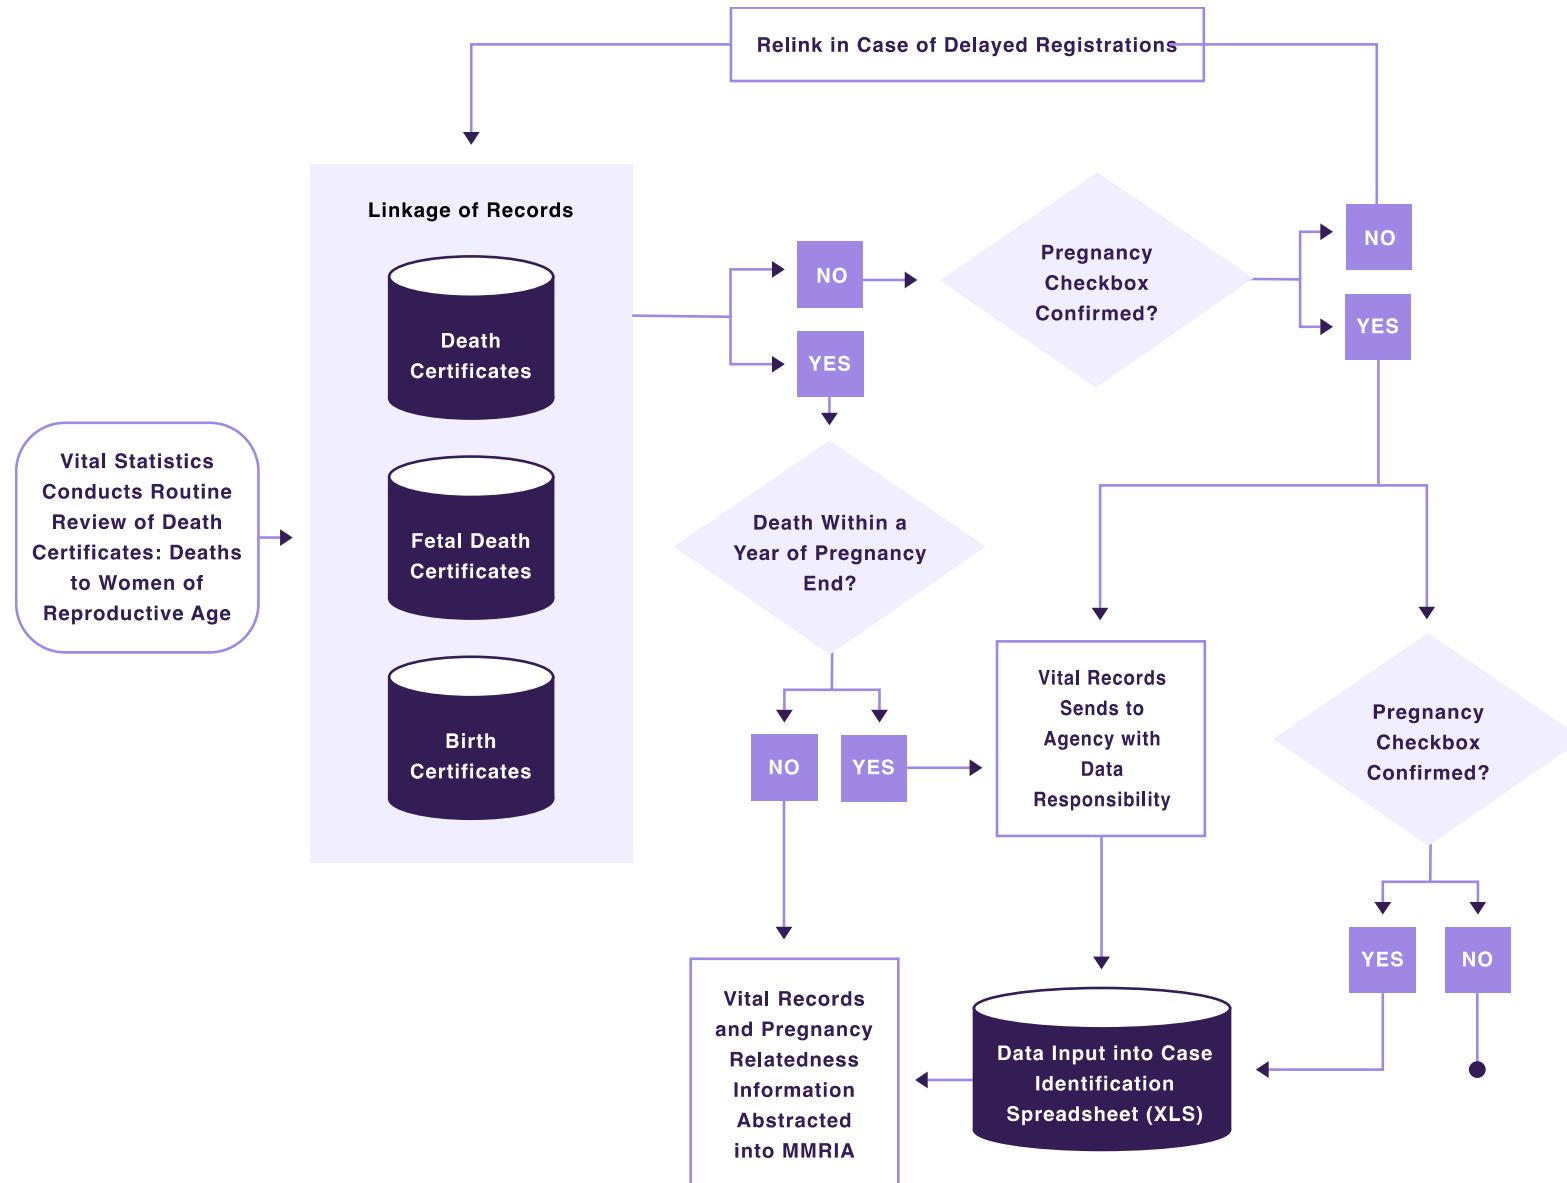 Relink in Case of Delayed Registrations
Linkage of Records
Death
Certificates
Fetal Death
Certificates
Birth
Certificates
Vital Statistics
Conducts Routine
Review of Death
Certificates: Deaths
to Women of
Reproductive Age
NO
YES
Pregnancy
Checkbox
Confirmed?
NO
YES
Death Within a
Year of Pregnancy
End?
NO
YES
Vital Records
Sends to
Agency with
Data
Responsibility
Pregnancy
Checkbox
Confirmed?
YES
NO
Vital Records
and Pregnancy
Relatedness
Information
Abstracted
into MMRIA
Data Input into Case
Identification
Spreadsheet (XLS)